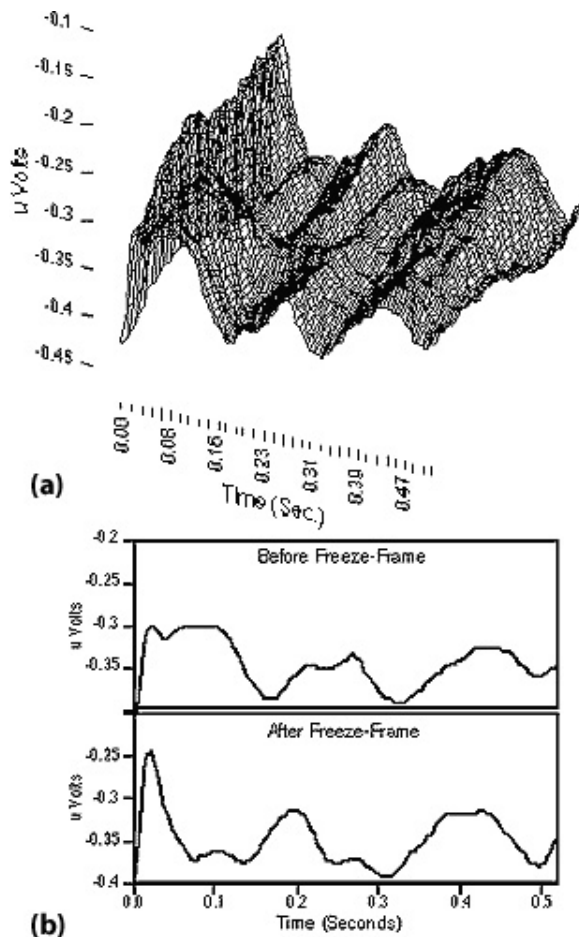 -0.1
-0.15
-0.2
-0.25
-0.3
-0.35
-0.4
-0.45
u Volts
0.00
0.08
0.16
0.23
0.31
0.39
0.47
Time (Sec.)
(a)
-0.2
-0.25
-0.3
-0.35
u Volts
Before Freeze-Frame
-0.25
-0.3
-0.35
-0.4
u Volts
After Freeze-Frame
0.0 0.1 0.2 0.3 0.4 0.5
Time (Seconds)
(b)